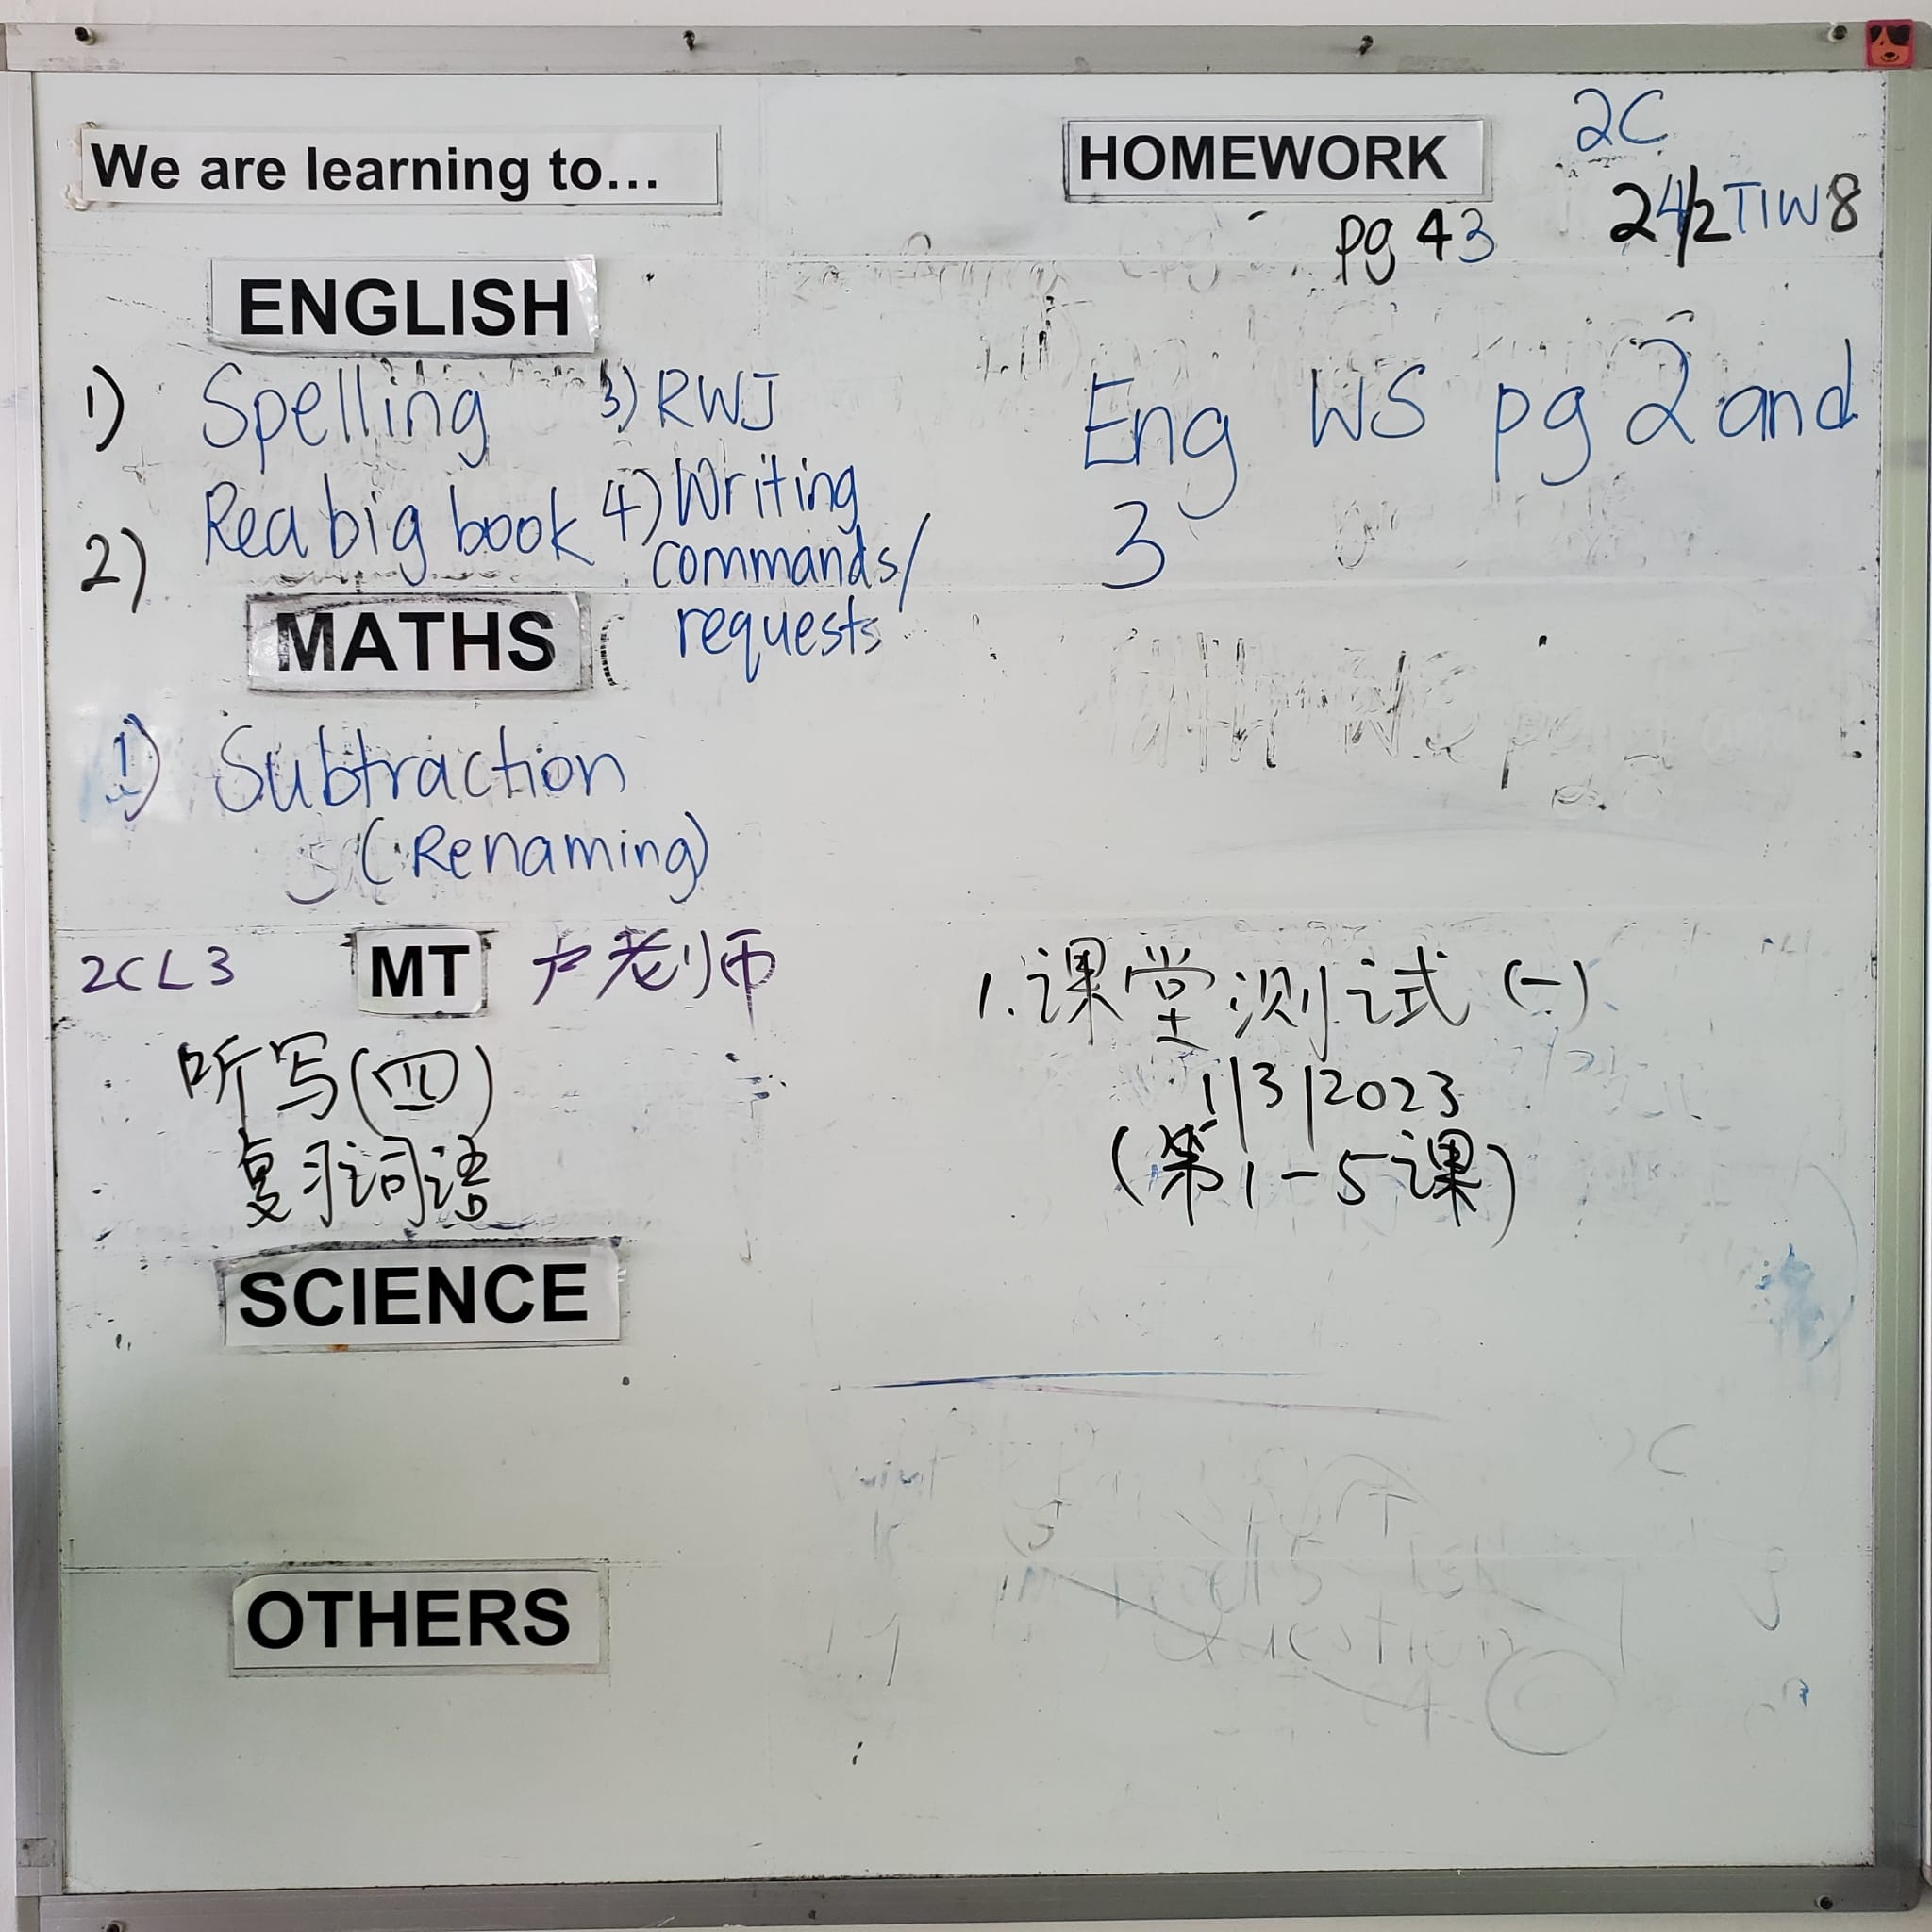 We are learning to...
HOMEWORK
2C
24/2 T1W8
pg 43
ENGLISH
1) Spelling
2) Rea big book
3) RWJ
4) Writing
commands/
requests
Eng WS pg 2 and
3
MATHS
1) Subtraction
(Renaming)
2CL3 MT 卢老师
听写(四)
复习词语
1. 课堂测试(一)
1/3/2023
(第1-5课)
SCIENCE
OTHERS